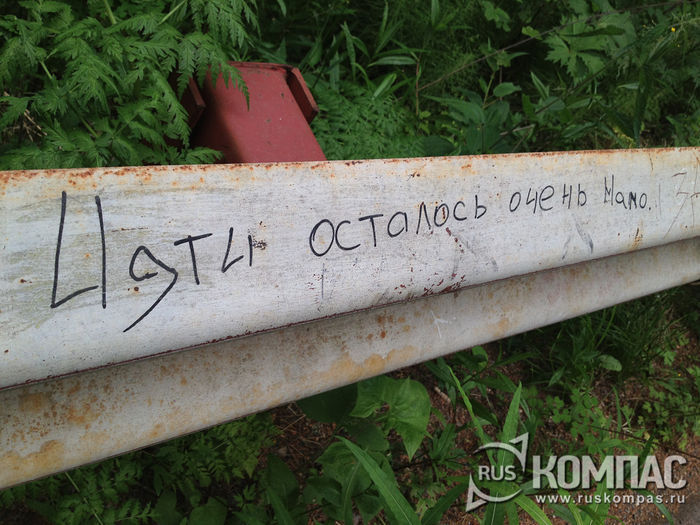 Идти осталось очень мало.
RUS КОМПАС
www.ruskompas.ru